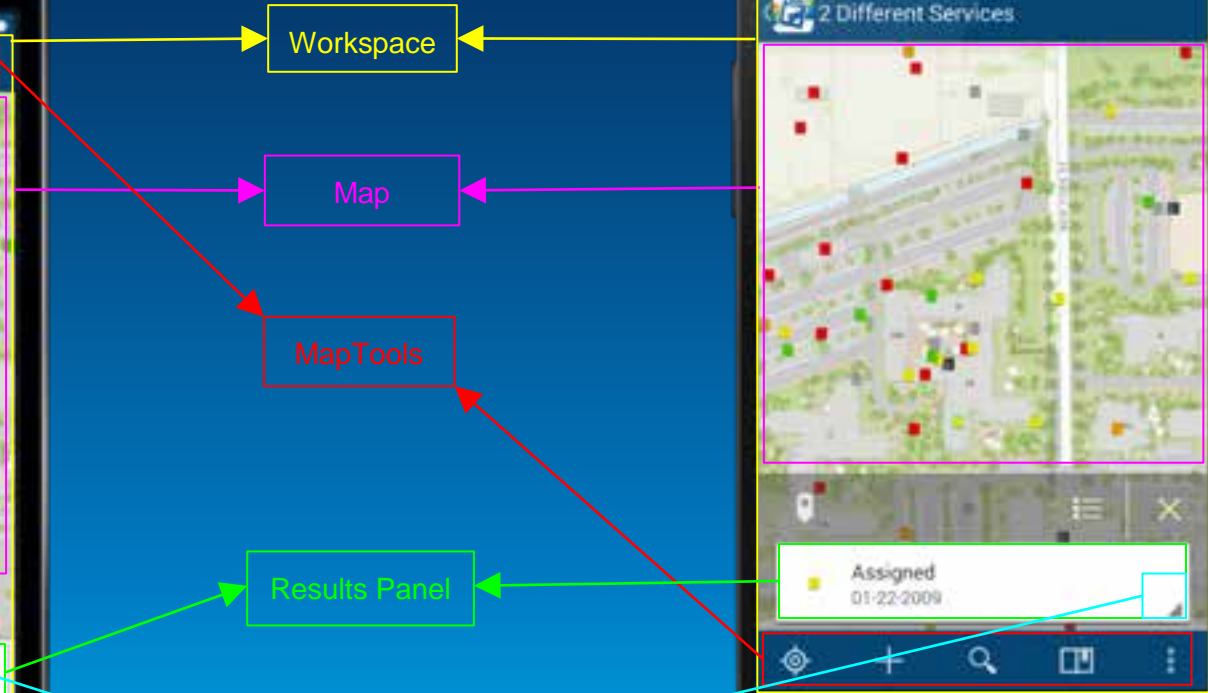 2 Different Services
Workspace
Map
MapTools
Results Panel
Assigned
01-22-2009